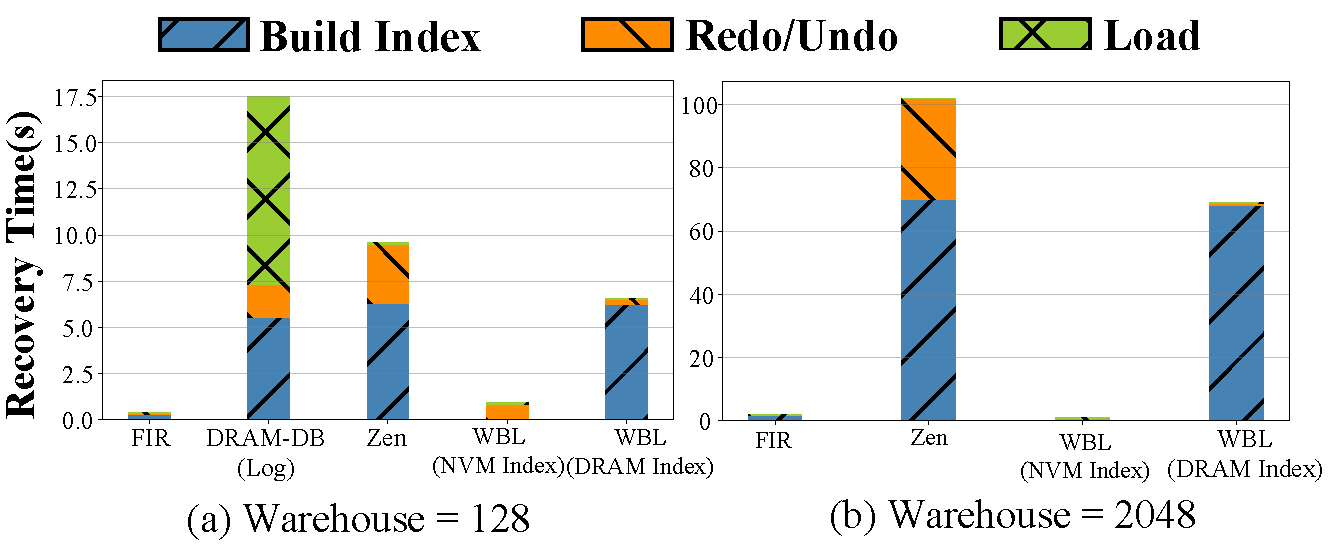 Build Index Redo/Undo Load
Recovery Time(s)
17.5
15.0
12.5
10.0
7.5
5.0
2.5
0.0
FIR DRAM-DB (Log) Zen WBL (NVM Index) WBL (DRAM Index)
(a) Warehouse = 128
100
80
60
40
20
0
FIR Zen WBL (NVM Index) WBL (DRAM Index)
(b) Warehouse = 2048